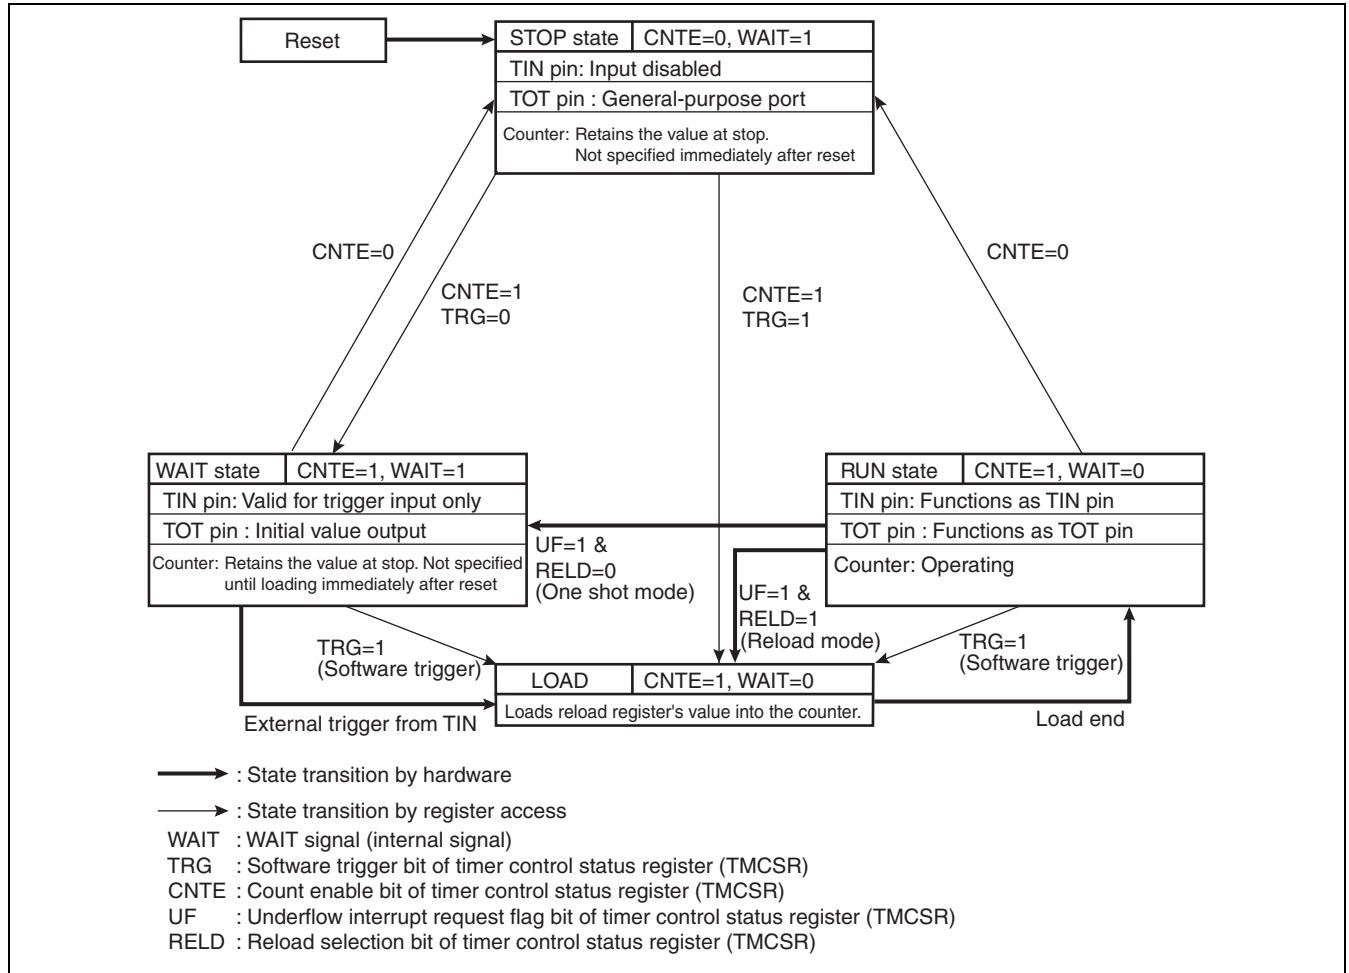 Reset
STOP state
CNTE=0, WAIT=1
TIN pin: Input disabled
TOT pin : General-purpose port
Counter: Retains the value at stop.
Not specified immediately after reset
CNTE=0
CNTE=1
TRG=0
CNTE=1
TRG=1
CNTE=0
WAIT state
CNTE=1, WAIT=1
TIN pin: Valid for trigger input only
TOT pin : Initial value output
Counter: Retains the value at stop. Not specified
until loading immediately after reset
RUN state
CNTE=1, WAIT=0
TIN pin: Functions as TIN pin
TOT pin : Functions as TOT pin
Counter: Operating
UF=1 &
RELD=0
(One shot mode)
UF=1 &
RELD=1
(Reload mode)
TRG=1
(Software trigger)
TRG=1
(Software trigger)
LOAD
CNTE=1, WAIT=0
Loads reload register's value into the counter.
External trigger from TIN
Load end
: State transition by hardware
: State transition by register access
WAIT : WAIT signal (internal signal)
TRG : Software trigger bit of timer control status register (TMCSR)
CNTE : Count enable bit of timer control status register (TMCSR)
UF : Underflow interrupt request flag bit of timer control status register (TMCSR)
RELD : Reload selection bit of timer control status register (TMCSR)